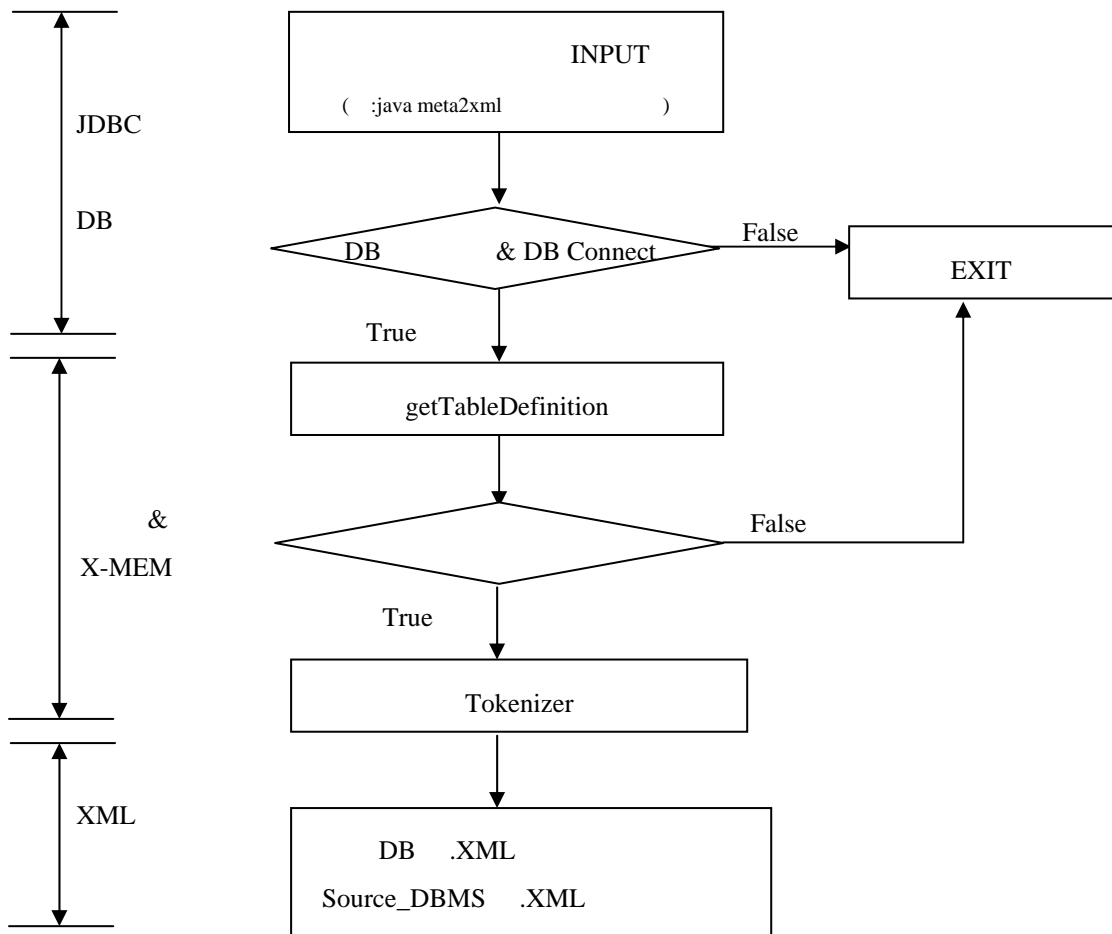 INPUT
( :java meta2xml )
JDBC
DB
DB & DB Connect
False
EXIT
True
getTableDefinition
&
X-MEM
False
True
Tokenizer
XML
DB .XML
Source_DBMS .XML